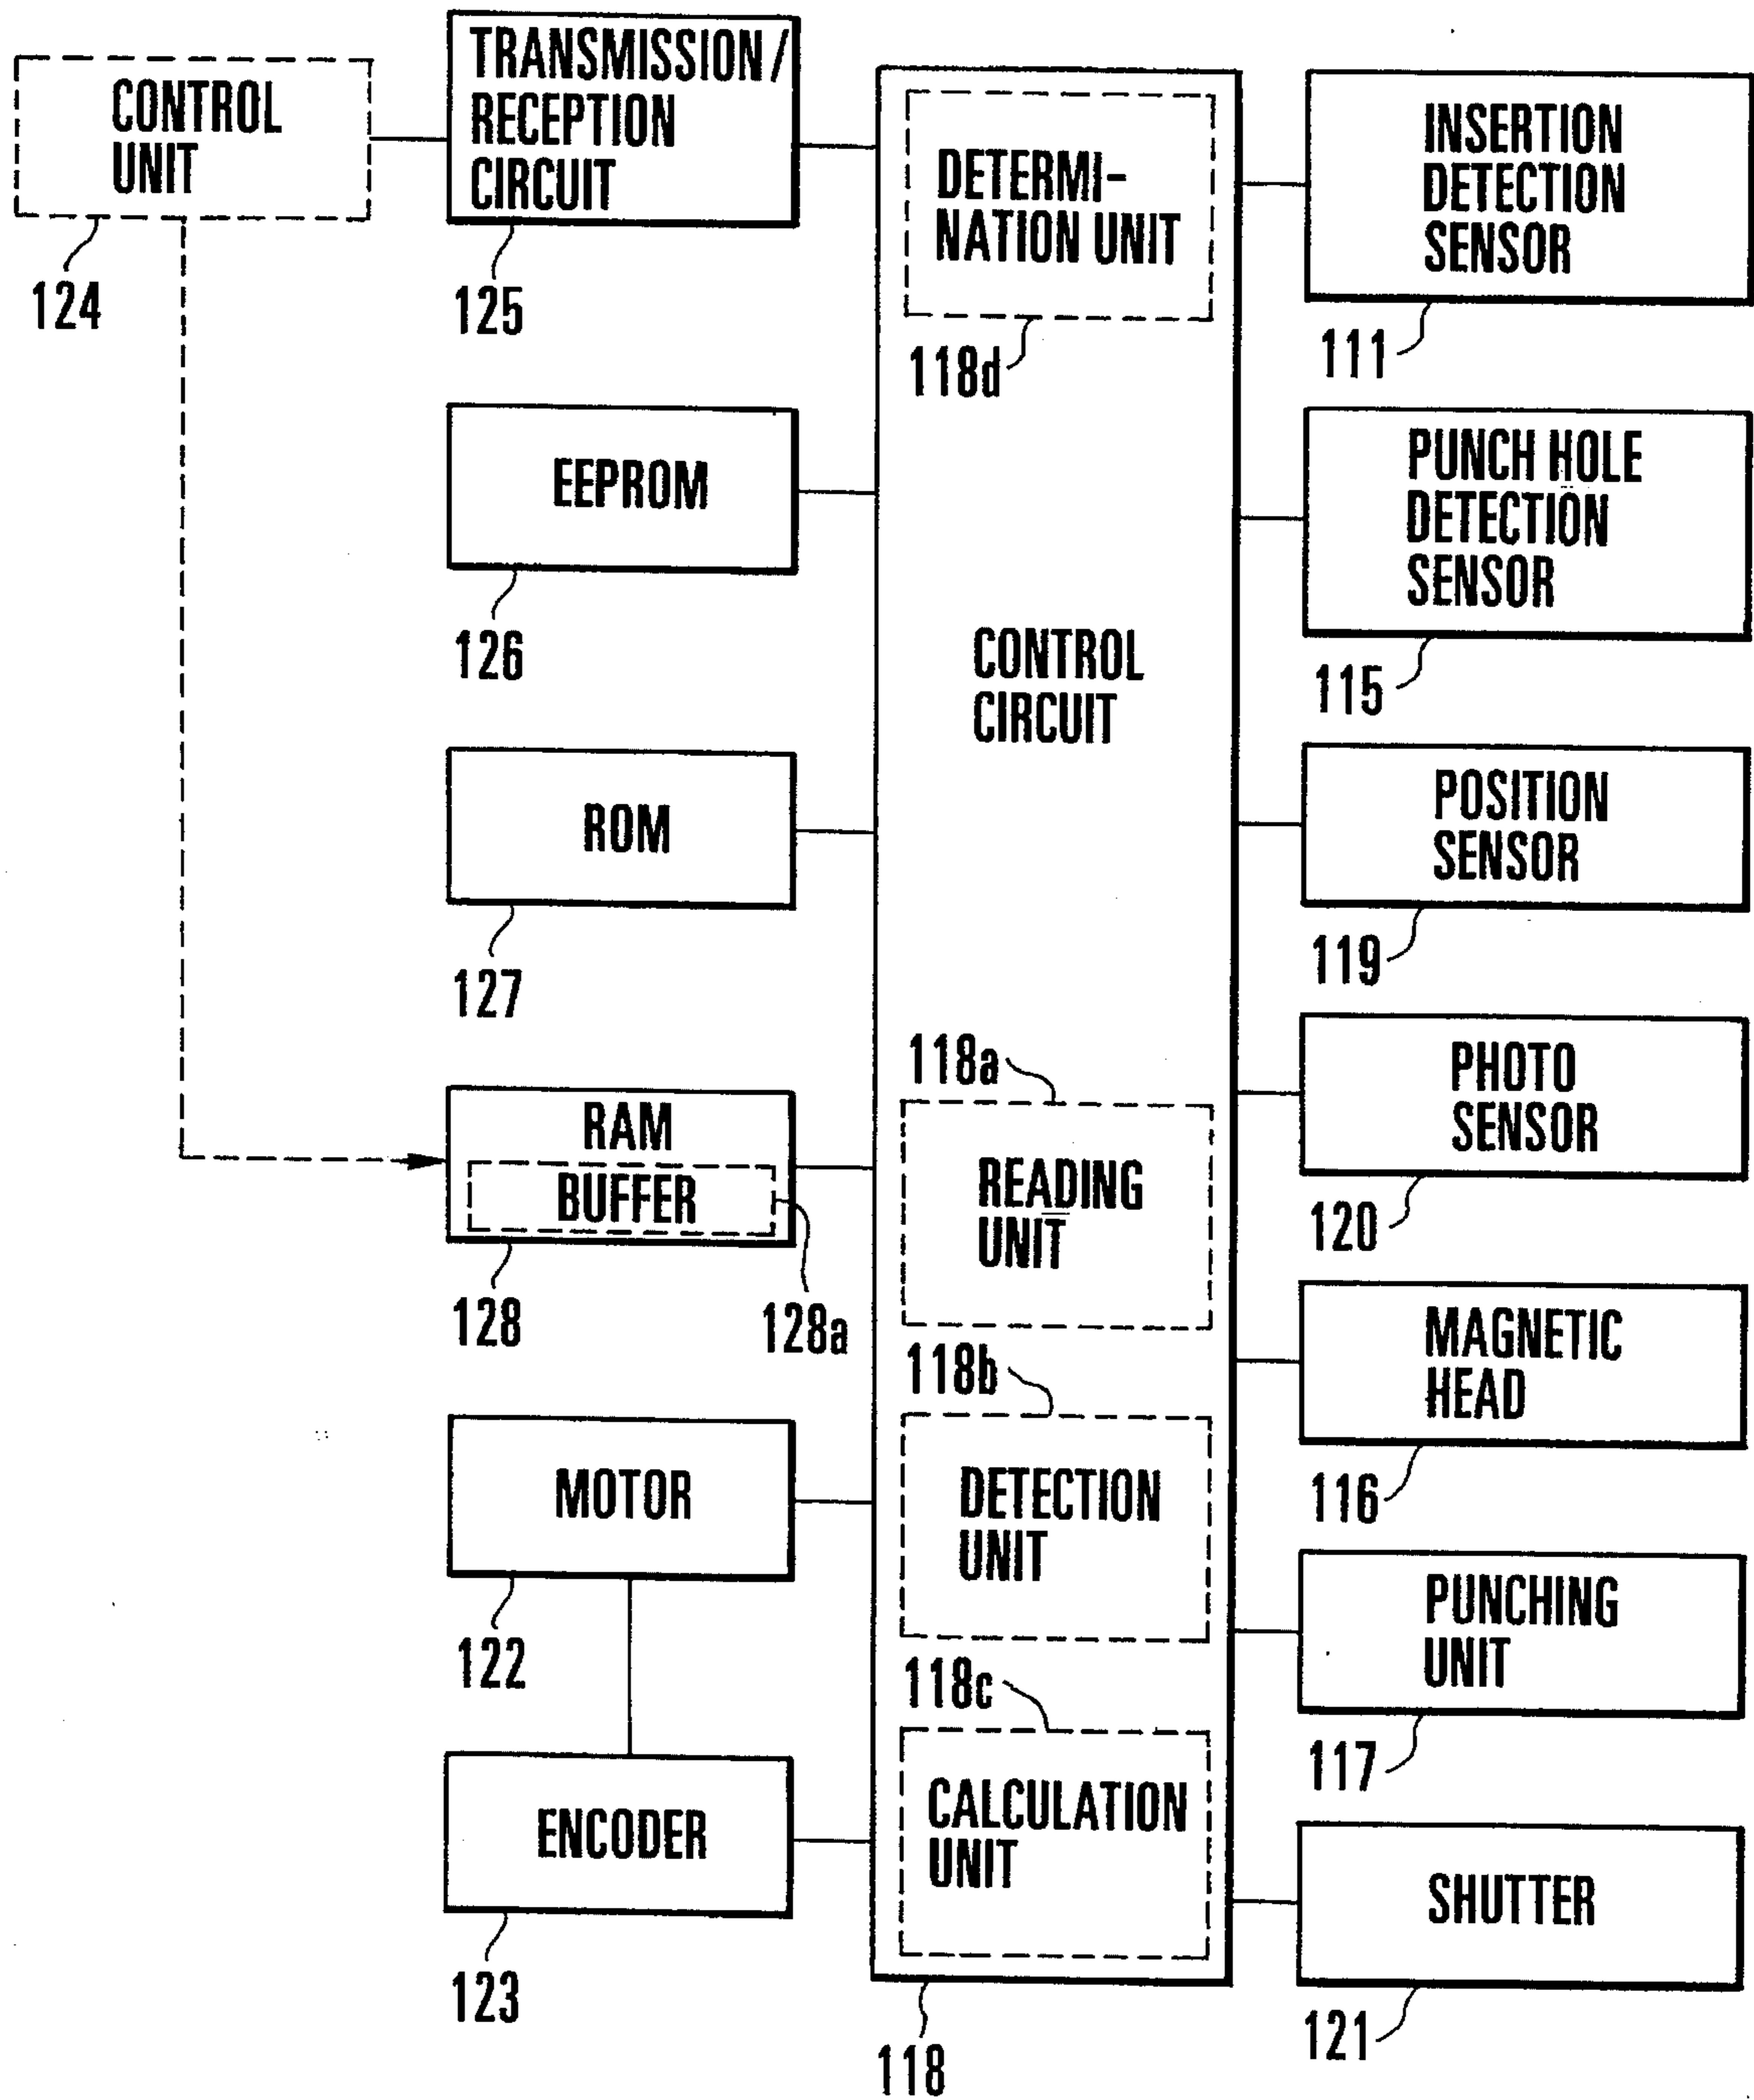 CONTROL
UNIT
124
TRANSMISSION/
RECEPTION
CIRCUIT
125
EEPROM
126
ROM
127
RAM
BUFFER
128
128a
MOTOR
122
ENCODER
123
DETERMI-
NATION UNIT
118d
CONTROL
CIRCUIT
118a
READING
UNIT
118b
DETECTION
UNIT
118c
CALCULATION
UNIT
118
INSERTION
DETECTION
SENSOR
111
PUNCH HOLE
DETECTION
SENSOR
115
POSITION
SENSOR
119
PHOTO
SENSOR
120
MAGNETIC
HEAD
116
PUNCHING
UNIT
117
SHUTTER
121